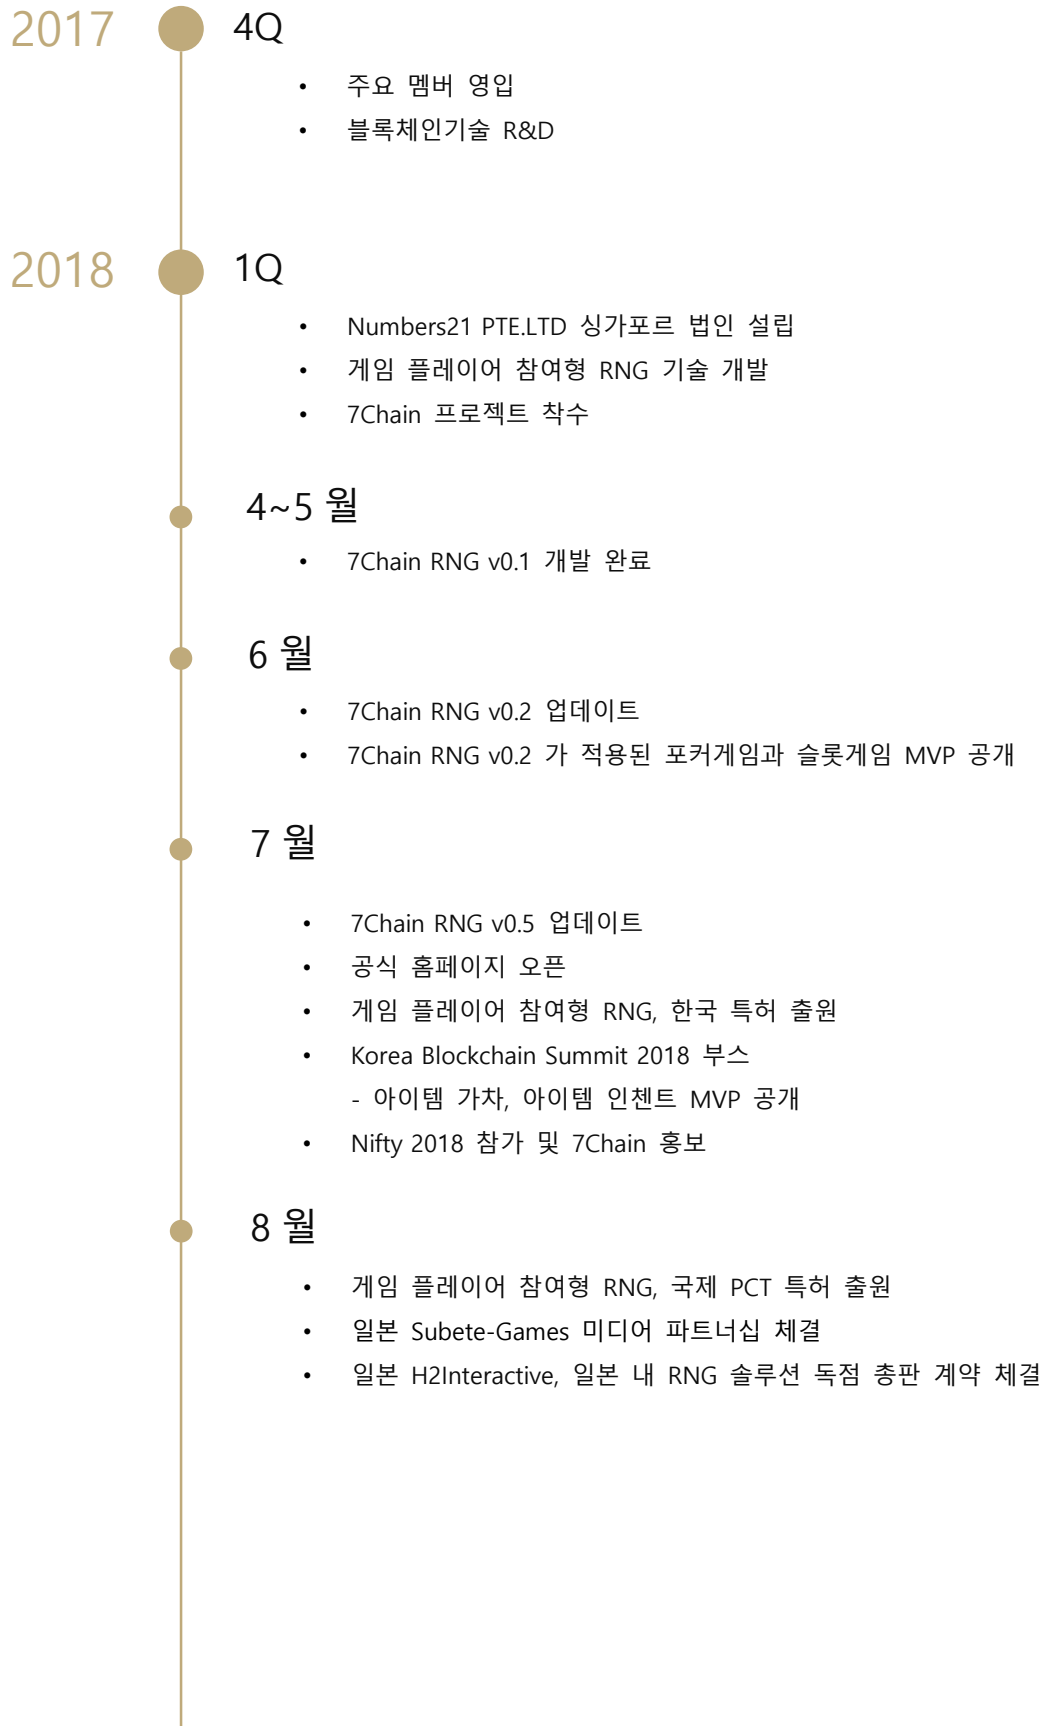 2017
4Q
• 주요 멤버 영입
• 블록체인기술 R&D
2018
1Q
• Numbers21 PTE.LTD 싱가포르 법인 설립
• 게임 플레이어 참여형 RNG 기술 개발
• 7Chain 프로젝트 착수
4~5 월
• 7Chain RNG v0.1 개발 완료
6 월
• 7Chain RNG v0.2 업데이트
• 7Chain RNG v0.2 가 적용된 포커게임과 슬롯게임 MVP 공개
7 월
• 7Chain RNG v0.5 업데이트
• 공식 홈페이지 오픈
• 게임 플레이어 참여형 RNG, 한국 특허 출원
• Korea Blockchain Summit 2018 부스
- 아이템 가차, 아이템 인첸트 MVP 공개
• Nifty 2018 참가 및 7Chain 홍보
8 월
• 게임 플레이어 참여형 RNG, 국제 PCT 특허 출원
• 일본 Subete-Games 미디어 파트너십 체결
• 일본 H2Interactive, 일본 내 RNG 솔루션 독점 총판 계약 체결